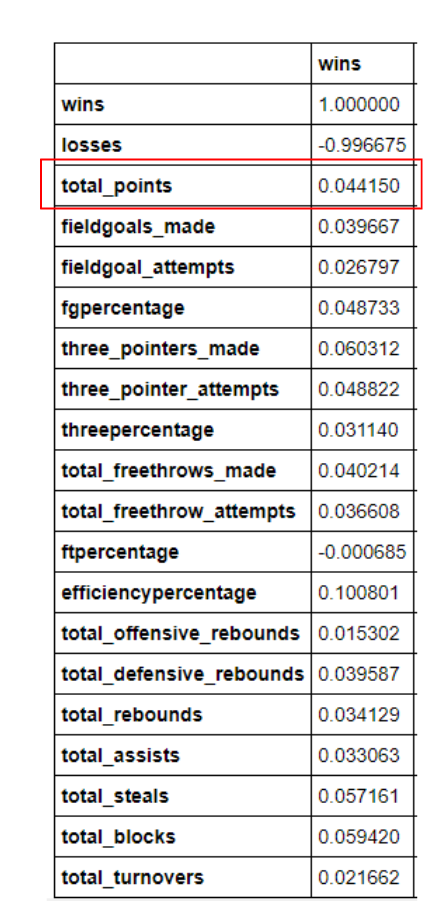 wins
wins 1.000000
losses -0.996675
total_points 0.044150
fieldgoals_made 0.039667
fieldgoal_attempts 0.026797
fgpercentage 0.048733
three_pointers_made 0.060312
three_pointer_attempts 0.048822
threepercentage 0.031140
total_freethrows_made 0.040214
total_freethrow_attempts 0.036608
ftpercentage -0.000685
efficiencypercentage 0.100801
total_offensive_rebounds 0.015302
total_defensive_rebounds 0.039587
total_rebounds 0.034129
total_assists 0.033063
total_steals 0.057161
total_blocks 0.059420
total_turnovers 0.021662